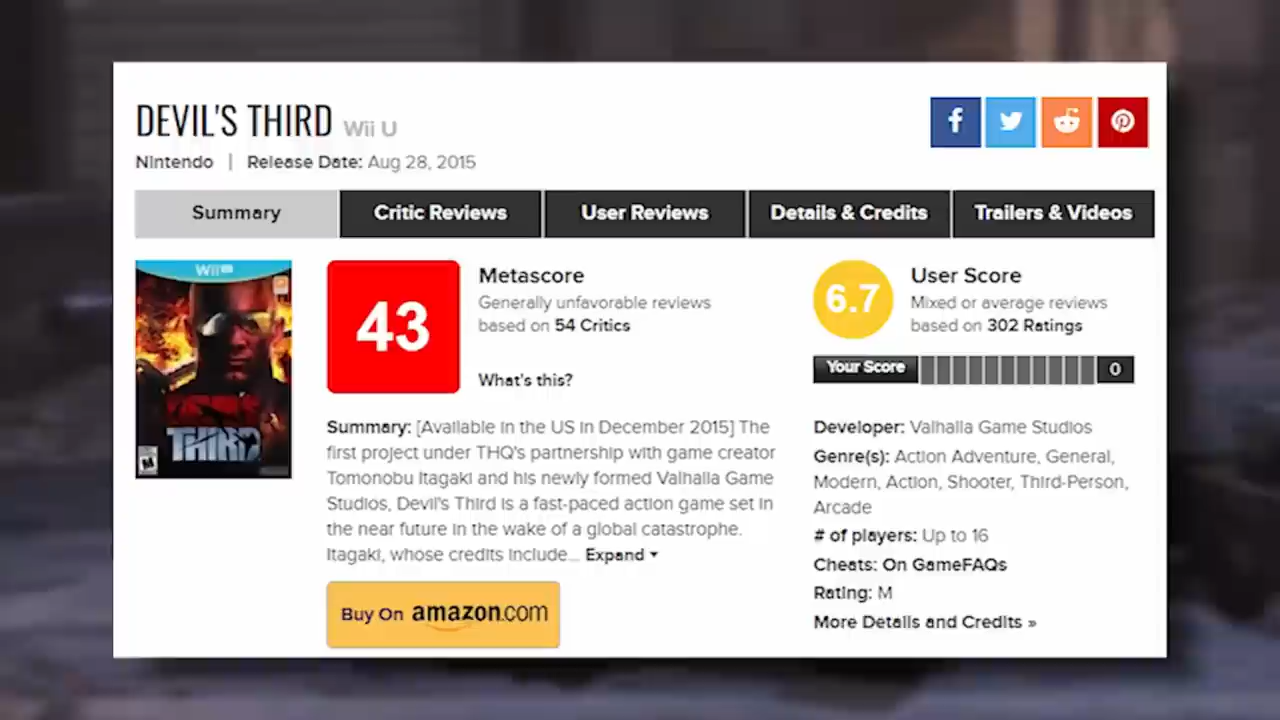 DEVIL'S THIRD Wii U
Nintendo | Release Date: Aug 28, 2015
Summary Critic Reviews User Reviews Details & Credits Trailers & Videos
Wii U
THIRD
M
43
Metascore
Generally unfavorable reviews
based on 54 Critics
What's this?
6.7
User Score
Mixed or average reviews
based on 302 Ratings
Your Score 0
Summary: [Available in the US in December 2015] The
first project under THQ's partnership with game creator
Tomonobu Itagaki and his newly formed Valhalla Game
Studios, Devil's Third is a fast-paced action game set in
the near future in the wake of a global catastrophe.
Itagaki, whose credits include... Expand
Buy On amazon.com
Developer: Valhalla Game Studios
Genre(s): Action Adventure, General,
Modern, Action, Shooter, Third-Person,
Arcade
# of players: Up to 16
Cheats: On GameFAQs
Rating: M
More Details and Credits »